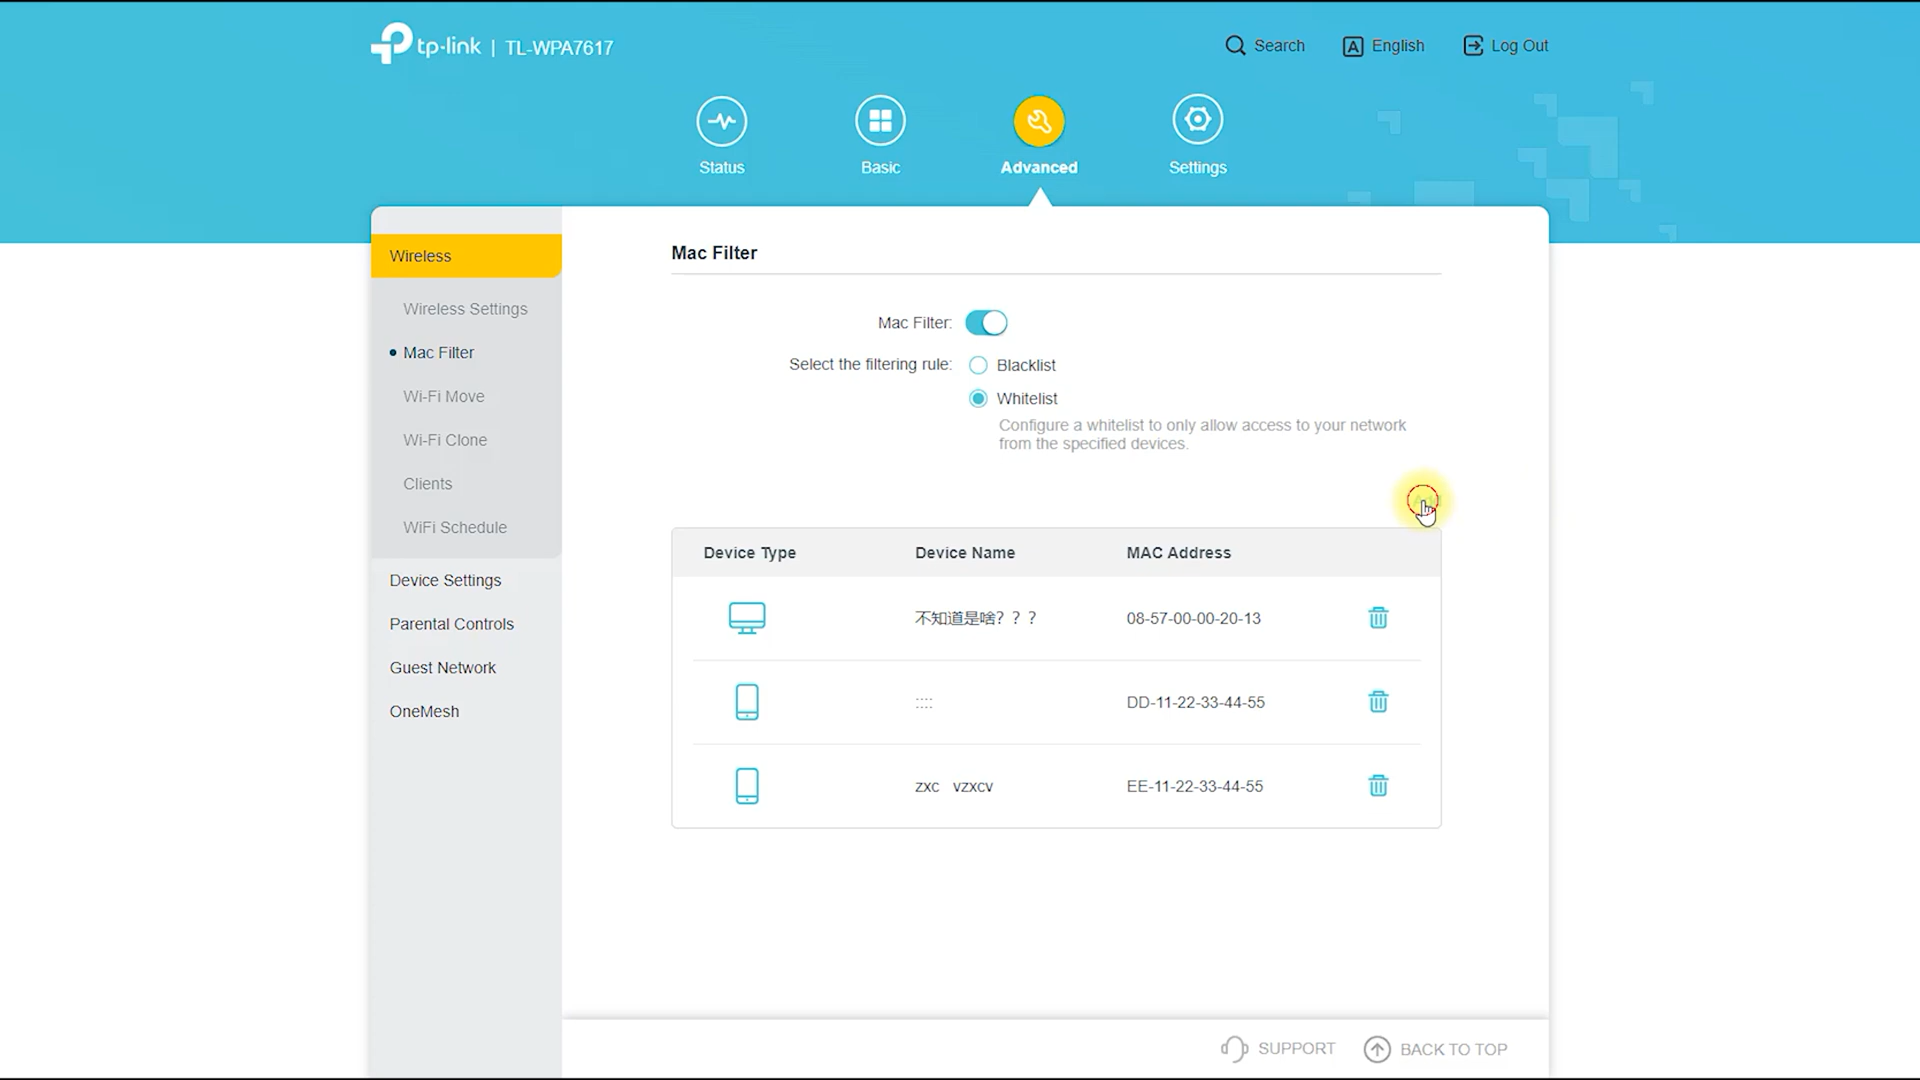 tp-link | TL-WPA7617
Search
English
Log Out
Status
Basic
Advanced
Settings
Wireless
Wireless Settings
Mac Filter
Wi-Fi Move
Wi-Fi Clone
Clients
WiFi Schedule
Device Settings
Parental Controls
Guest Network
OneMesh
Mac Filter
Mac Filter:
Select the filtering rule:
Blacklist
Whitelist
Configure a whitelist to only allow access to your network
from the specified devices.
Device Type Device Name MAC Address
不知道是啥？？？ 08-57-00-00-20-13
:::: DD-11-22-33-44-55
zxc vzxcv EE-11-22-33-44-55
SUPPORT
BACK TO TOP